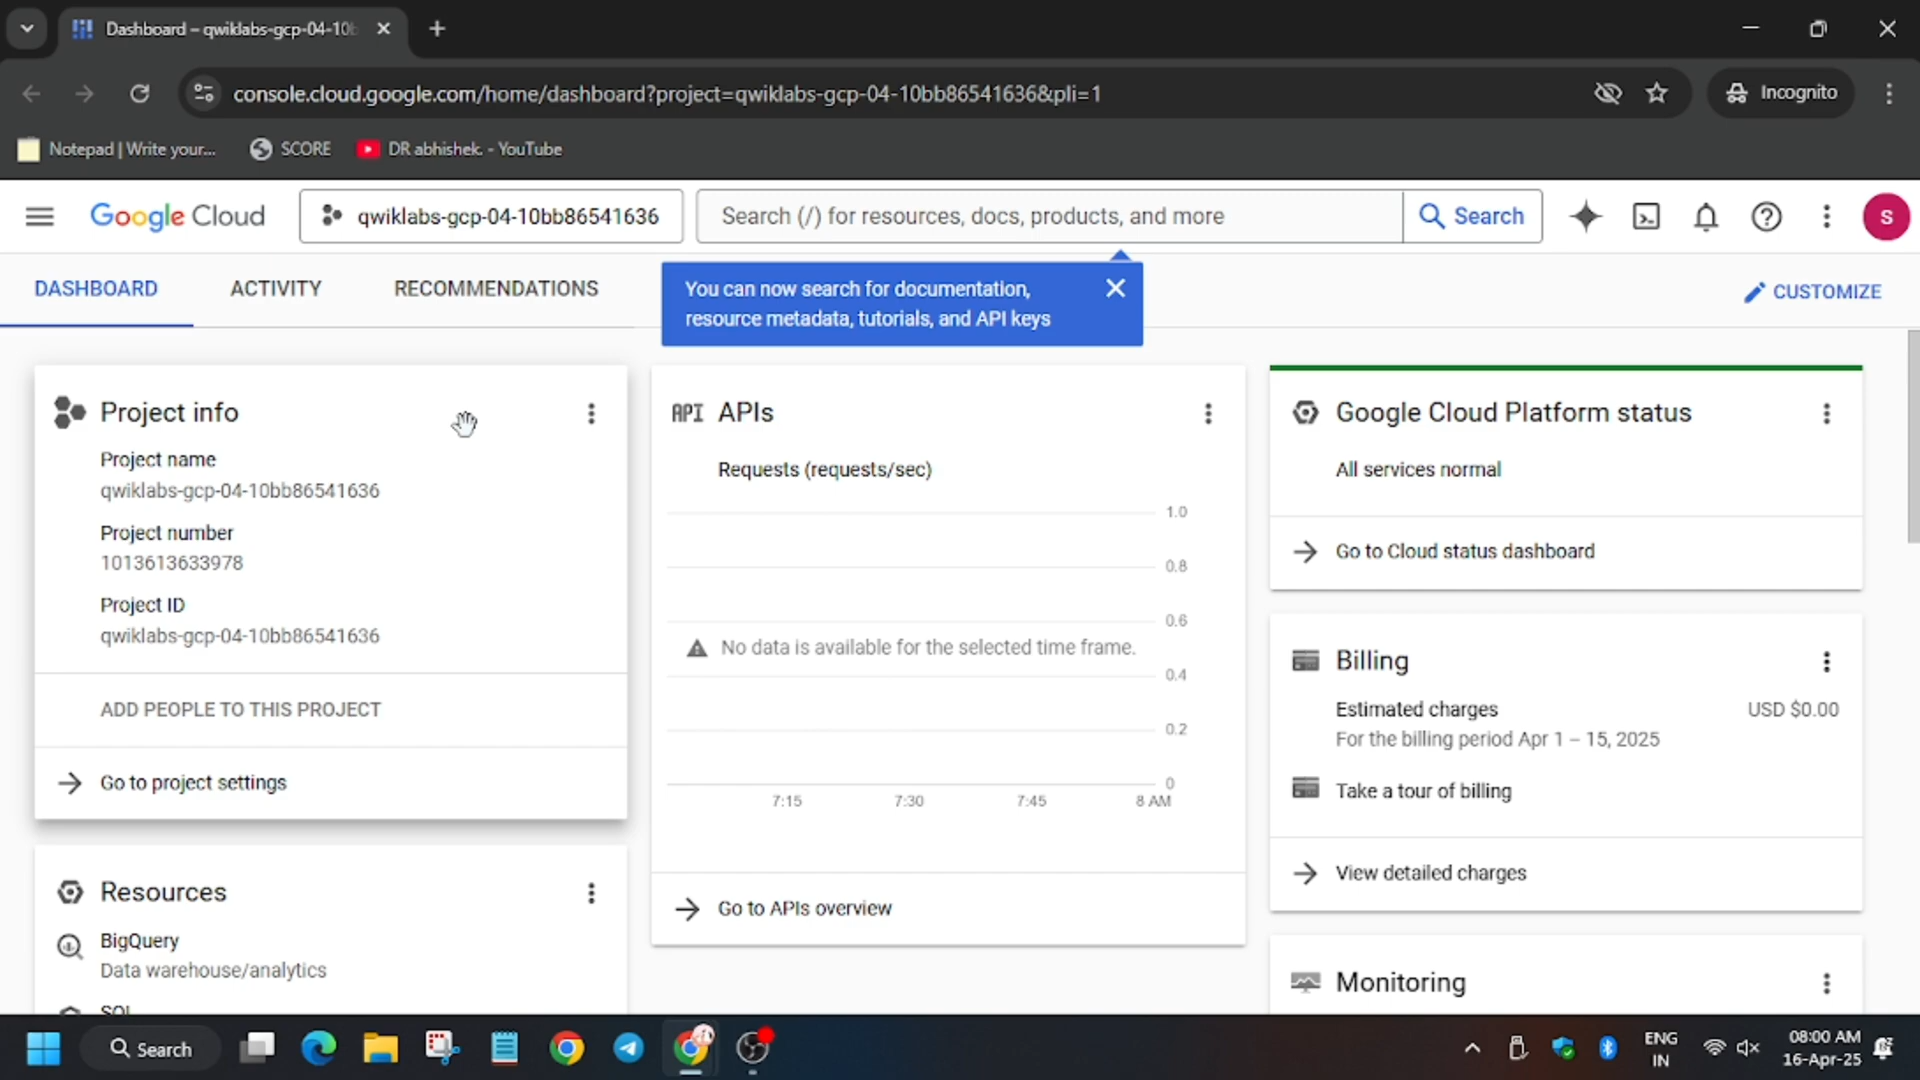 Dashboard – qwiklabs-gcp-04-10b
console.cloud.google.com/home/dashboard?project=qwiklabs-gcp-04-10bb86541636&pli=1
Incognito
Notepad | Write your...
SCORE
DR abhishek. - YouTube
Google Cloud
qwiklabs-gcp-04-10bb86541636
Search (/) for resources, docs, products, and more
Search
S
DASHBOARD
ACTIVITY
RECOMMENDATIONS
You can now search for documentation,
resource metadata, tutorials, and API keys
CUSTOMIZE
Project info
Project name
qwiklabs-gcp-04-10bb86541636
Project number
1013613633978
Project ID
qwiklabs-gcp-04-10bb86541636
ADD PEOPLE TO THIS PROJECT
Go to project settings
Resources
BigQuery
Data warehouse/analytics
SQL
API APIs
Requests (requests/sec)
1.0
0.8
0.6
No data is available for the selected time frame.
0.4
0.2
0
7:15 7:30 7:45 8 AM
Go to APIs overview
Google Cloud Platform status
All services normal
Go to Cloud status dashboard
Billing
Estimated charges USD $0.00
For the billing period Apr 1 – 15, 2025
Take a tour of billing
View detailed charges
Monitoring
Search
ENG
IN
08:00 AM
16-Apr-25